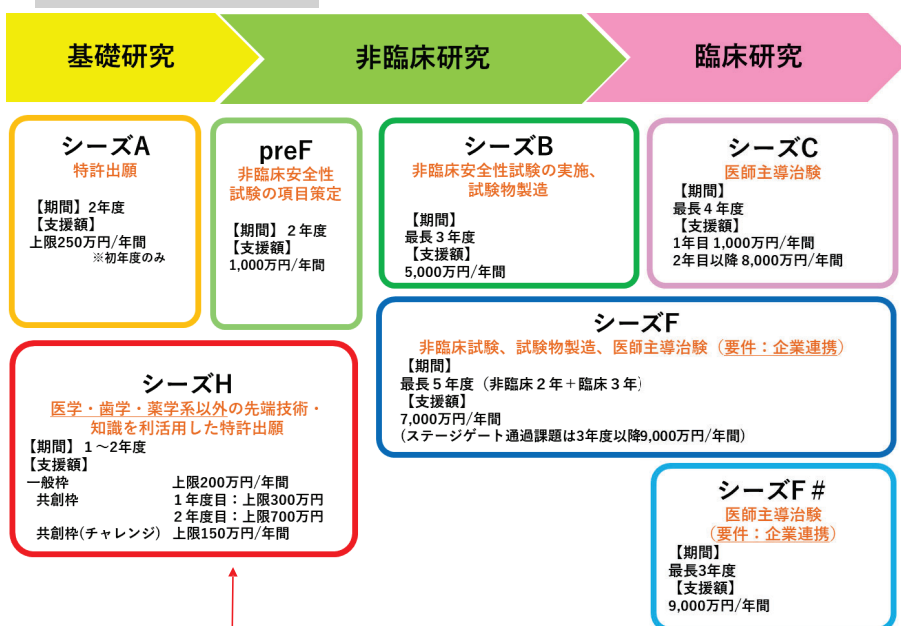 基礎研究
非臨床研究
臨床研究
シーズA
特許出願
【期間】2年度
【支援額】
上限250万円/年間
※初年度のみ
preF
非臨床安全性
試験の項目策定
【期間】２年度
【支援額】
1,000万円/年間
シーズB
非臨床安全性試験の実施、
試験物製造
【期間】
最長３年度
【支援額】
5,000万円/年間
シーズC
医師主導治験
【期間】
最長４年度
【支援額】
1年目 1,000万円/年間
2年目以降 8,000万円/年間
シーズF
非臨床試験、試験物製造、医師主導治験（要件：企業連携）
【期間】
最長５年度（非臨床２年＋臨床３年）
【支援額】
7,000万円/年間
(ステージゲート通過課題は3年度以降9,000万円/年間)
シーズH
医学・歯学・薬学系以外の先端技術・
知識を利活用した特許出願
【期間】１～2年度
【支援額】
一般枠 上限200万円/年間
共創枠 １年度目：上限300万円
２年度目：上限700万円
共創枠(チャレンジ) 上限150万円/年間
シーズF＃
医師主導治験
（要件：企業連携）
【期間】
最長3年度
【支援額】
9,000万円/年間